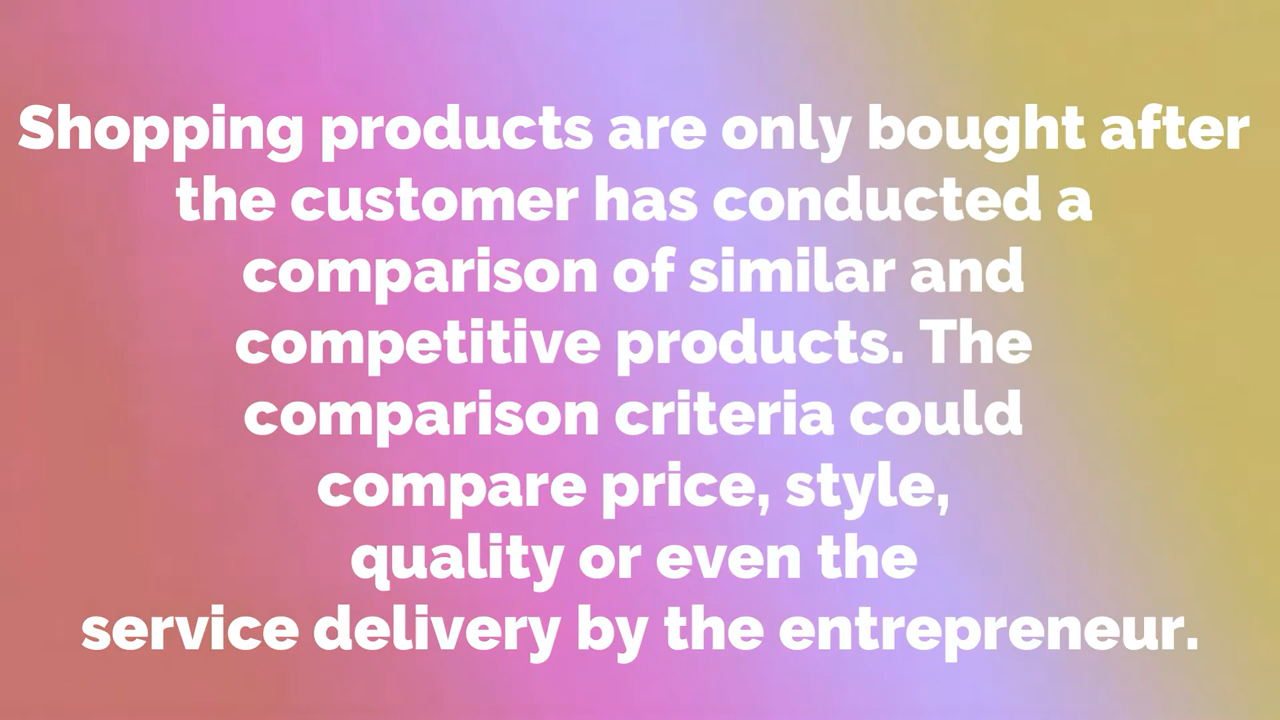 Shopping products are only bought after
the customer has conducted a
comparison of similar and
competitive products. The
comparison criteria could
compare price, style,
quality or even the
service delivery by the entrepreneur.